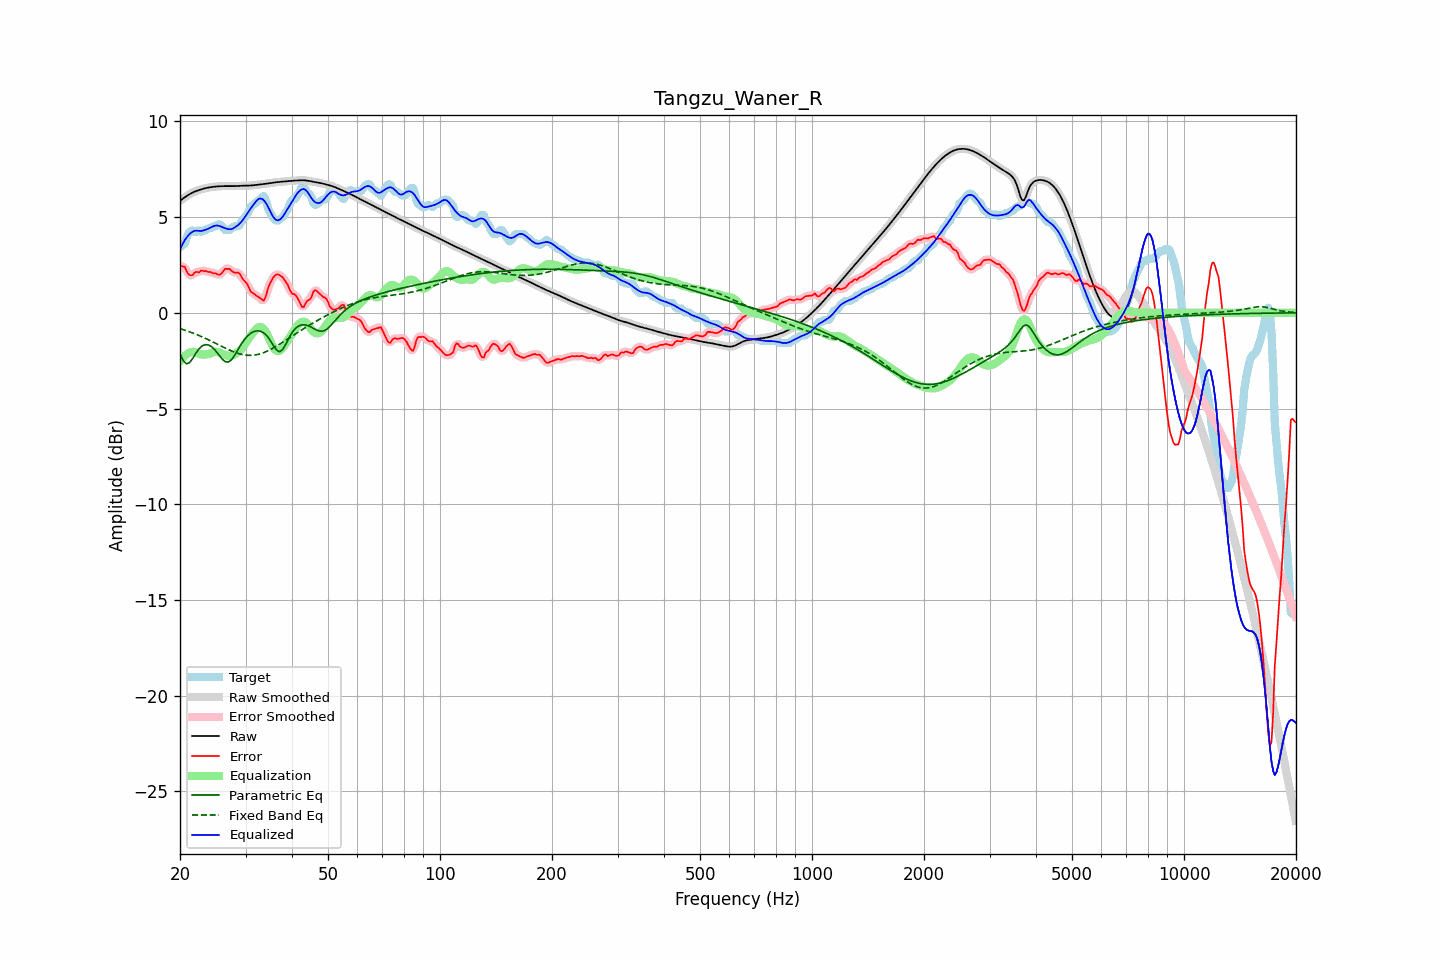 Tangzu_Waner_R
10
5
0
−5
−10
−15
−20
−25
Amplitude (dBr)
Target
Raw Smoothed
Error Smoothed
Raw
Error
Equalization
Parametric Eq
Fixed Band Eq
Equalized
20 50 100 200 500 1000 2000 5000 10000 20000
Frequency (Hz)